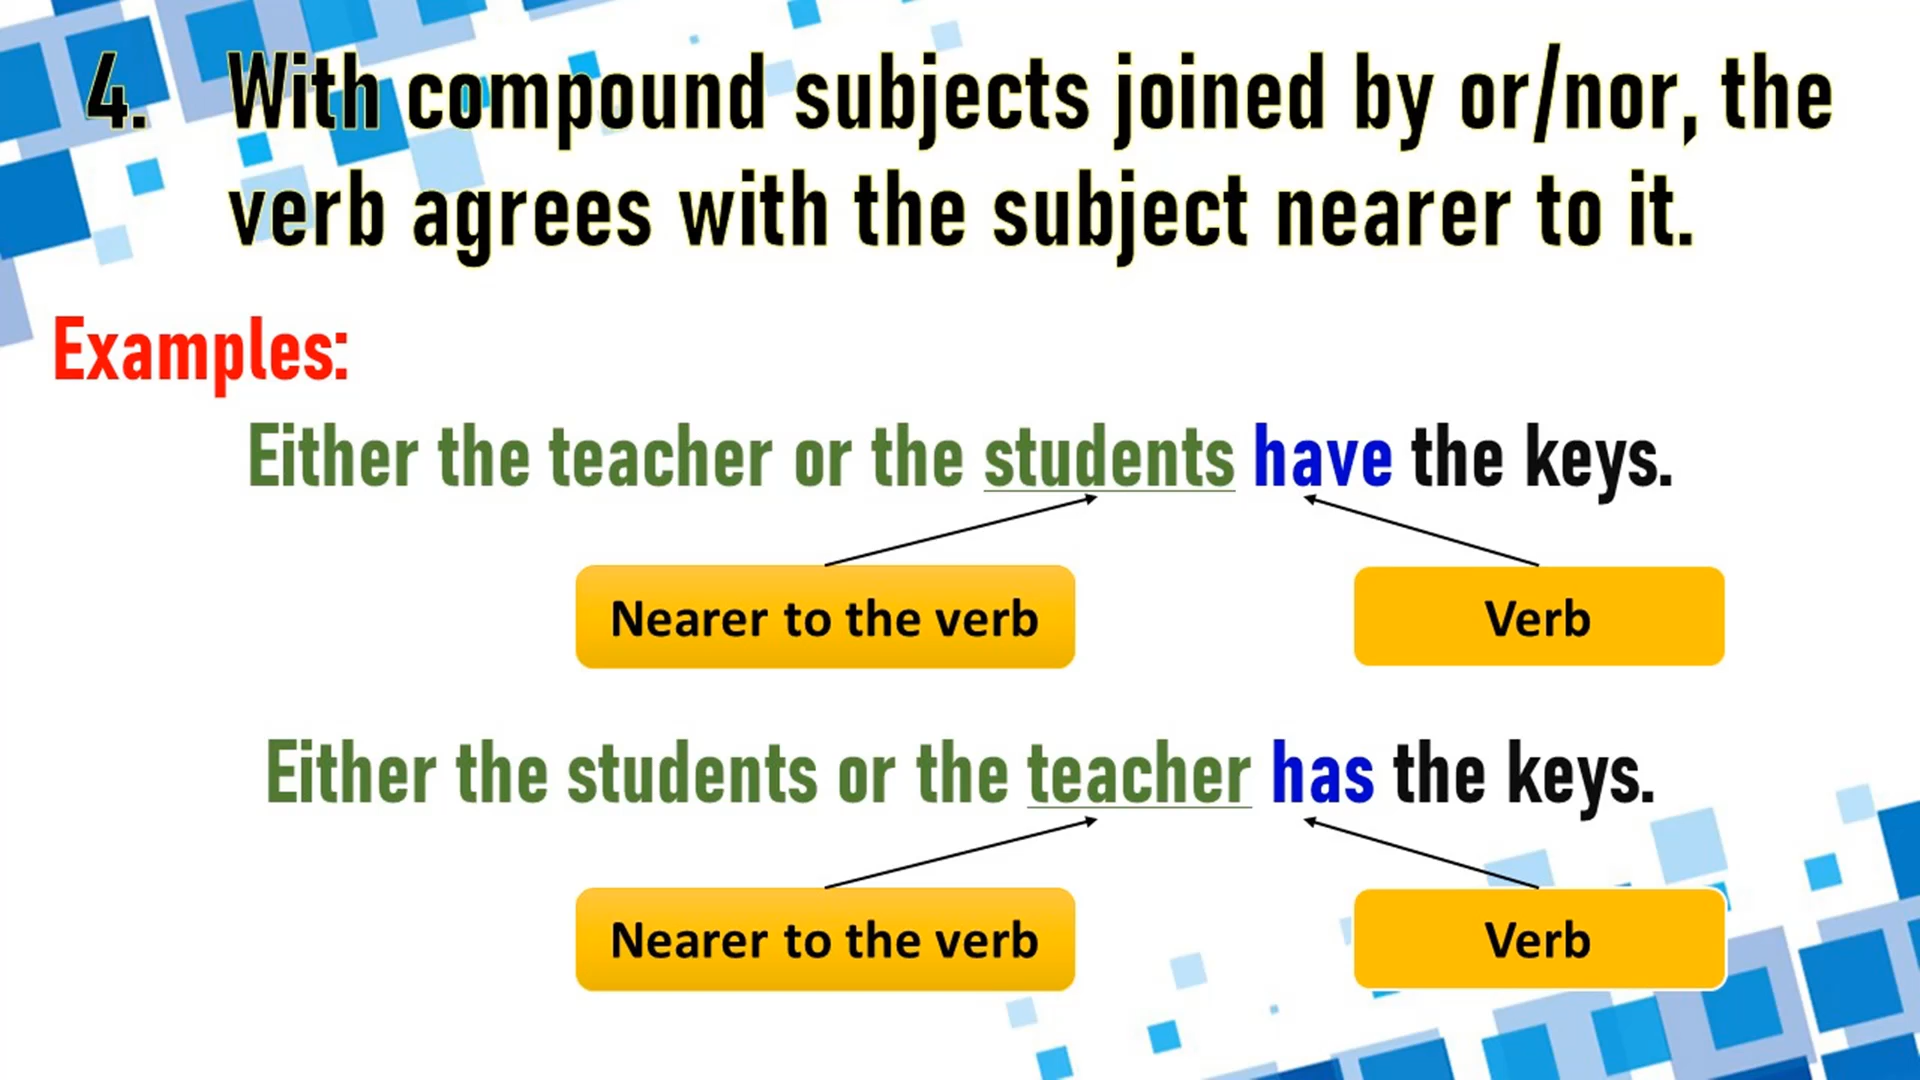 4. With compound subjects joined by or/nor, the
verb agrees with the subject nearer to it.
Examples:
Either the teacher or the students have the keys.
Nearer to the verb
Verb
Either the students or the teacher has the keys.
Nearer to the verb
Verb